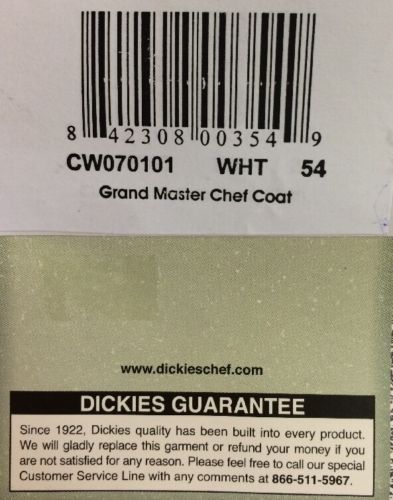 8 42308 00354 9
CW070101 WHT 54
Grand Master Chef Coat
www.dickieschef.com
DICKIES GUARANTEE
Since 1922, Dickies quality has been built into every product.
We will gladly replace this garment or refund your money if you
are not satisfied for any reason. Please feel free to call our special
Customer Service Line with any comments at 866-511-5967.